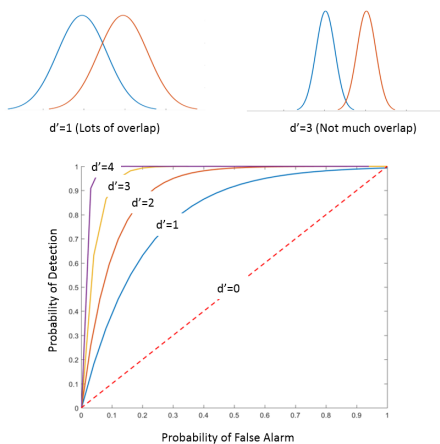 d'=1 (Lots of overlap)
d'=3 (Not much overlap)
d'=4
d'=3
d'=2
d'=1
d'=0
Probability of Detection
1
0.9
0.8
0.7
0.6
0.5
0.4
0.3
0.2
0.1
0
0
0.1
0.2
0.3
0.4
0.5
0.6
0.7
0.8
0.9
1
Probability of False Alarm